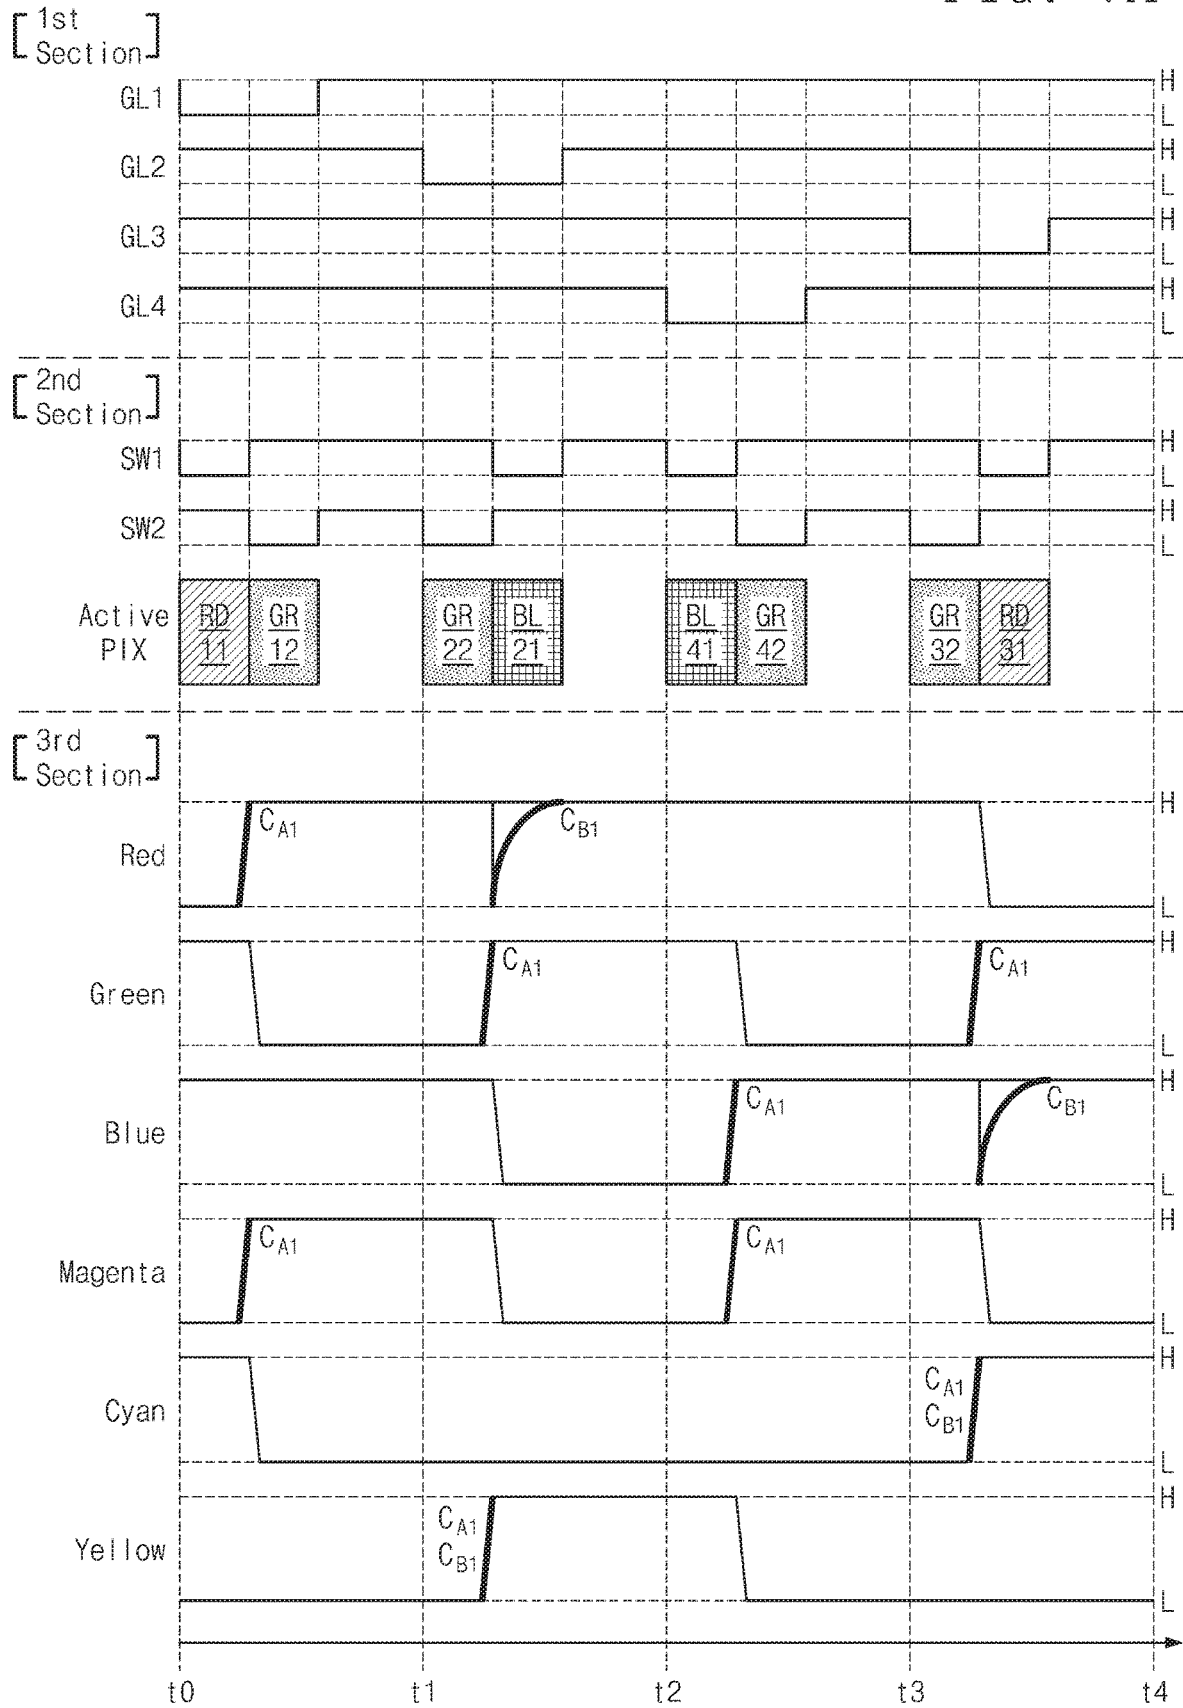 [ 1st Section ]
GL1 H L
GL2 H L
GL3 H L
GL4 H L
[ 2nd Section ]
SW1 H L
SW2 H L
Active PIX
RD 11 GR 12 GR 22 BL 21 BL 41 GR 42 GR 32 RD 31
[ 3rd Section ]
Red CA1 CB1 H L
Green CA1 CA1 H L
Blue CA1 CB1 H L
Magenta CA1 CA1 H L
Cyan CA1 CB1 H L
Yellow CA1 CB1 H L
t0 t1 t2 t3 t4